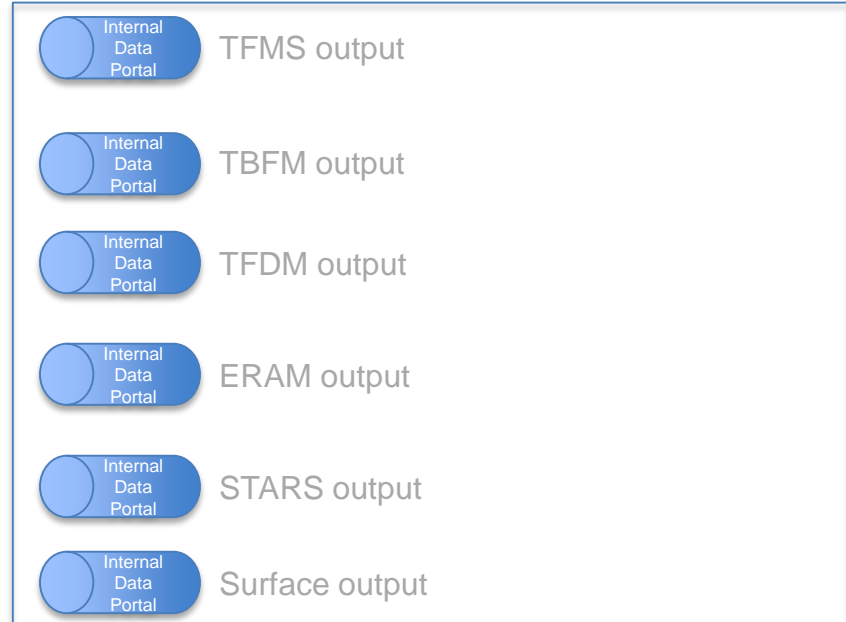 Internal
Data
Portal
TFMS output
Internal
Data
Portal
TBFM output
Internal
Data
Portal
TFDM output
Internal
Data
Portal
ERAM output
Internal
Data
Portal
STARS output
Internal
Data
Portal
Surface output